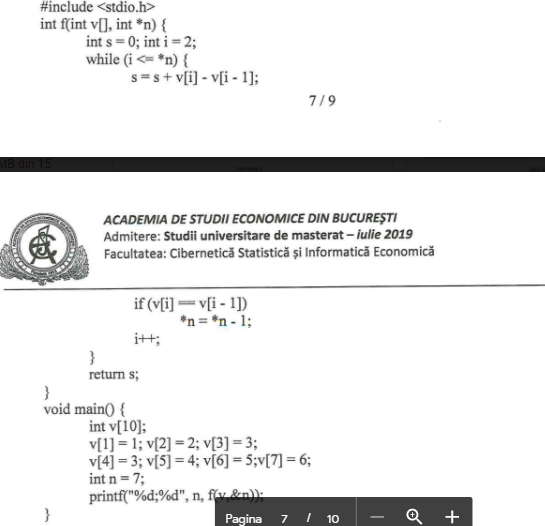 #include <stdio.h>
int f(int v[], int *n) {
int s = 0; int i = 2;
while (i <= *n) {
s = s + v[i] - v[i - 1];
7 / 9
MB din 15
ACADEMIA DE STUDII ECONOMICE DIN BUCUREȘTI
Admitere: Studii universitare de masterat – iulie 2019
Facultatea: Cibernetică Statistică și Informatică Economică
if (v[i] == v[i - 1])
*n = *n - 1;
i++;
}
return s;
}
void main() {
int v[10];
v[1] = 1; v[2] = 2; v[3] = 3;
v[4] = 3; v[5] = 4; v[6] = 5;v[7] = 6;
int n = 7;
printf("%d;%d", n, f(v,&n));
}
Pagina 7 / 10